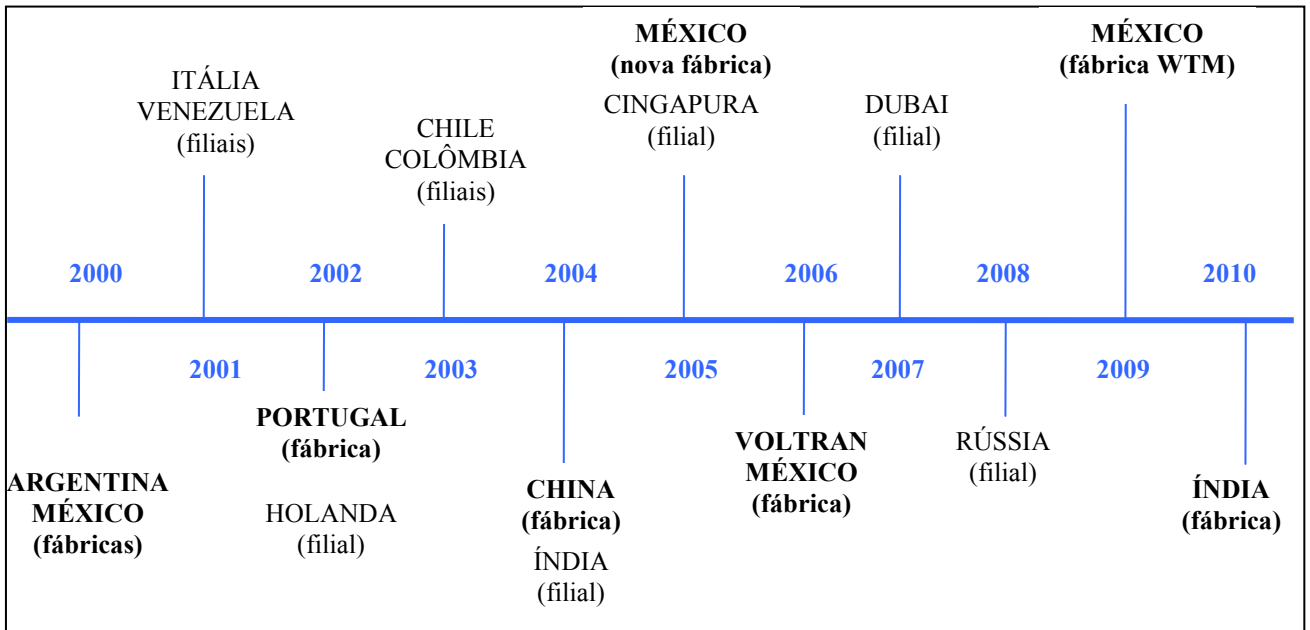 MÉXICO
(nova fábrica)
CINGAPURA
(filial)
MÉXICO
(fábrica WTM)
ITÁLIA
VENEZUELA
(filiais)
CHILE
COLÔMBIA
(filiais)
DUBAI
(filial)
2000
2002
2004
2006
2008
2010
2001
2003
2005
2007
2009
ARGENTINA
MÉXICO
(fábricas)
PORTUGAL
(fábrica)
HOLANDA
(filial)
CHINA
(fábrica)
ÍNDIA
(filial)
VOLTRAN
MÉXICO
(fábrica)
RÚSSIA
(filial)
ÍNDIA
(fábrica)